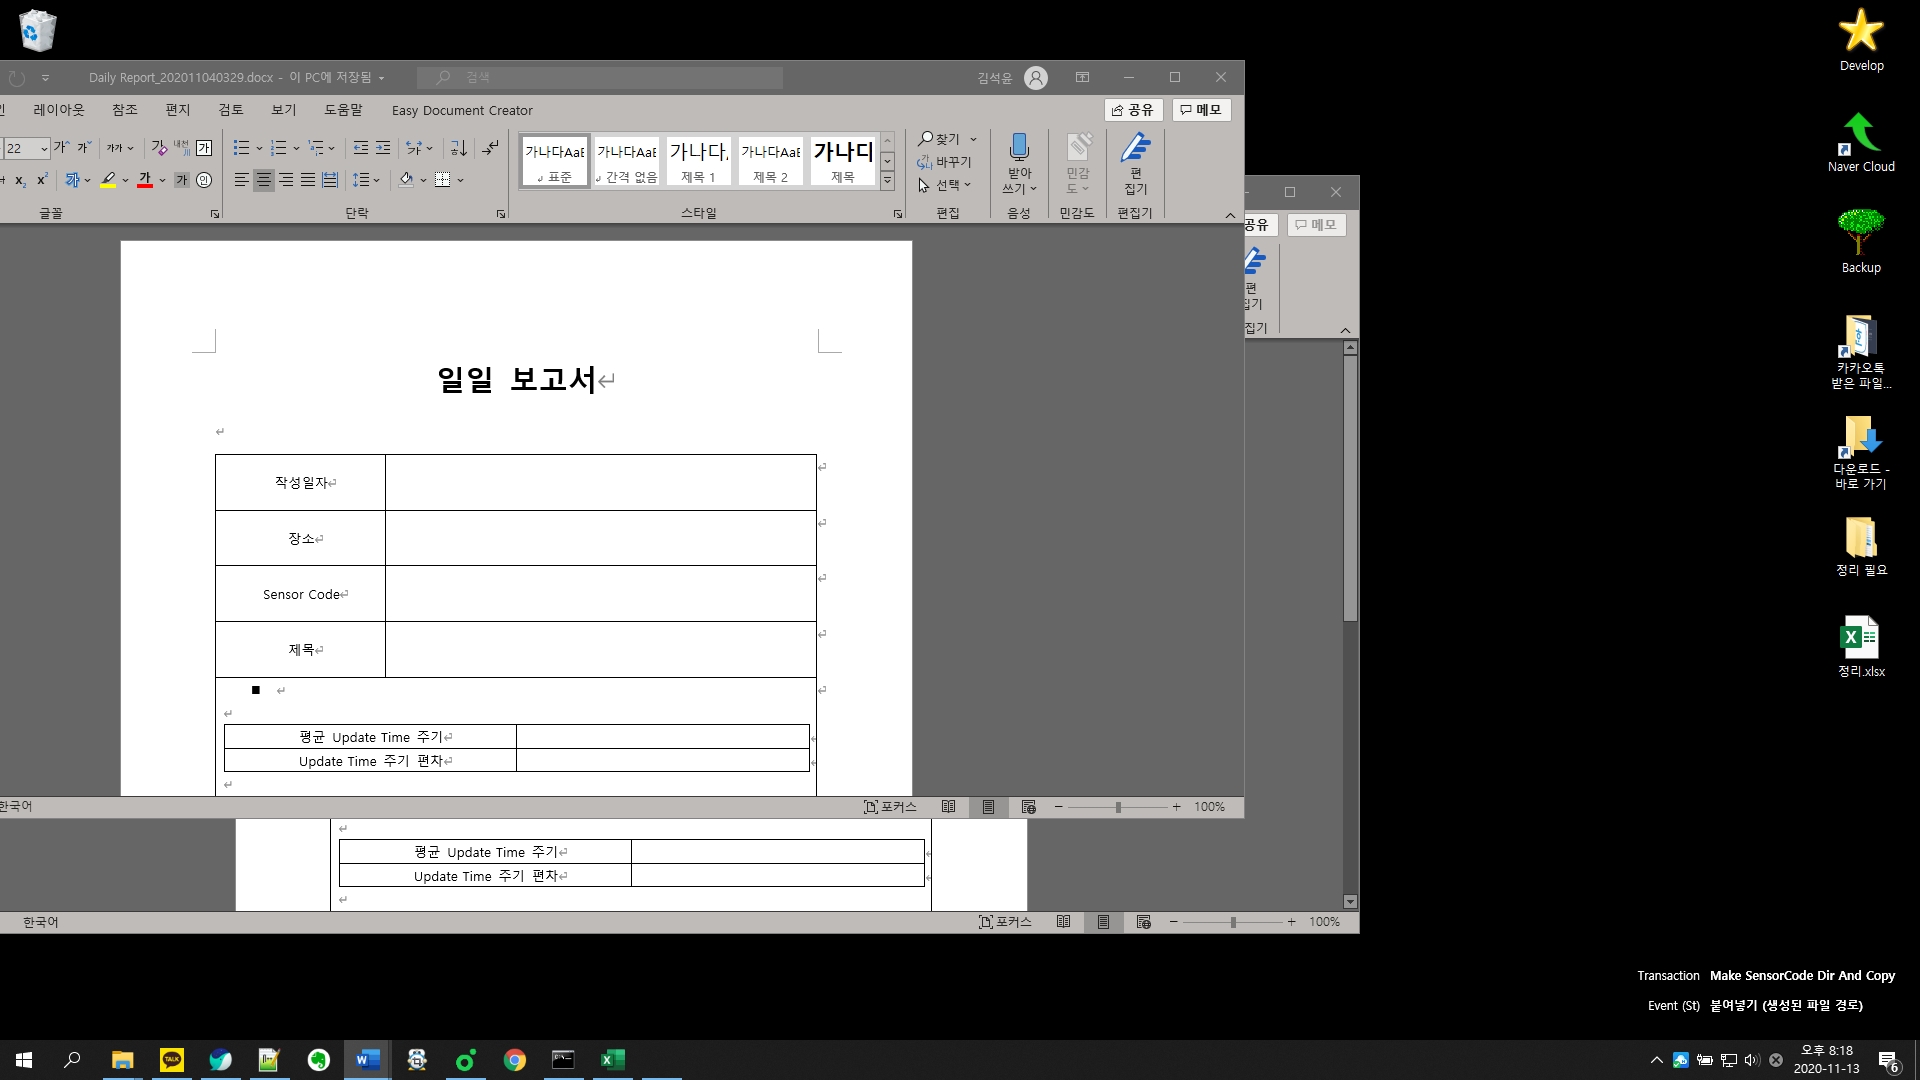 Daily Report_202011040329.docx - 이 PC에 저장됨
검색
김석윤
레이아웃 참조 편지 검토 보기 도움말 Easy Document Creator
공유 메모
22
가나다AaB
표준
가나다AaB
간격 없음
가나다
제목 1
가나다AaB
제목 2
가나다
제목
찾기
바꾸기
선택
받아
쓰기
민감
도
편
집기
글꼴 단락 스타일 편집 음성 민감도 편집기
일일 보고서
작성일자
장소
Sensor Code
제목
평균 Update Time 주기
Update Time 주기 편차
한국어
포커스
100%
공유 메모
편
집기
집기
평균 Update Time 주기
Update Time 주기 편차
한국어
포커스
100%
Develop
Naver Cloud
Backup
카카오톡
받은 파일...
다운로드 -
바로 가기
정리 필요
정리.xlsx
Transaction Make SensorCode Dir And Copy
Event (St) 붙여넣기 (생성된 파일 경로)
TALK
오후 8:18
2020-11-13
6